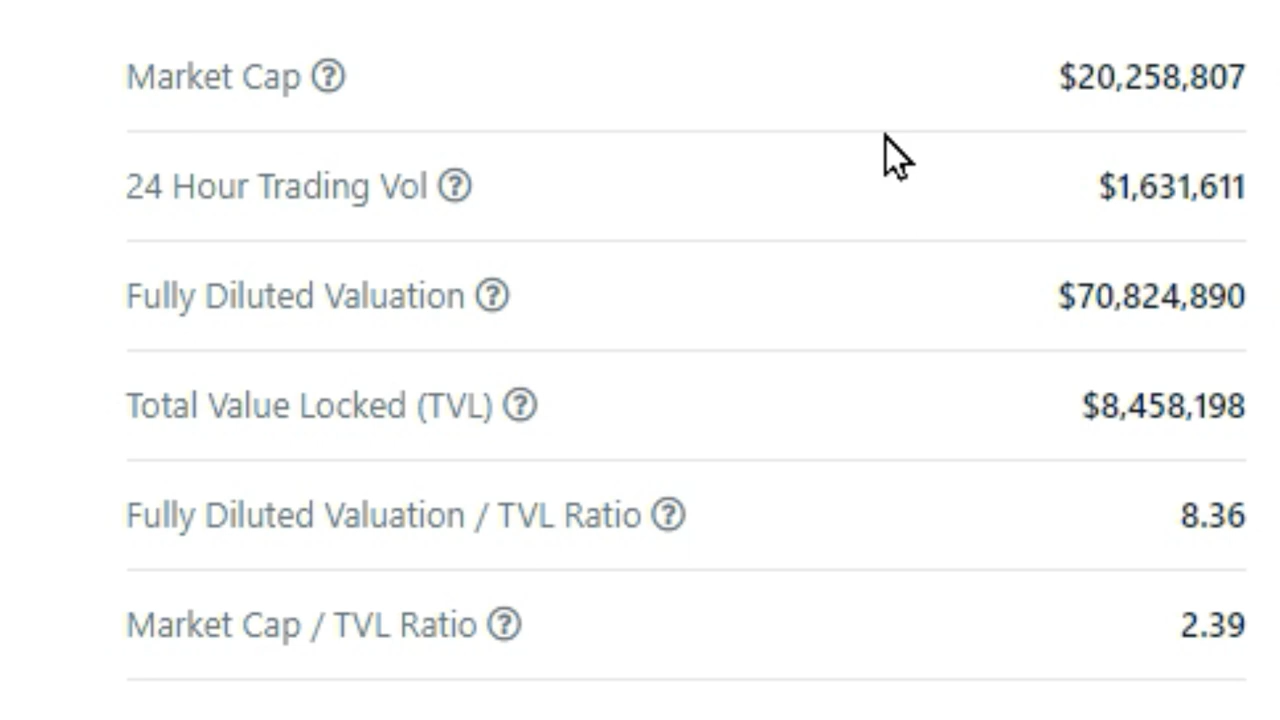 Market Cap ? $20,258,807
24 Hour Trading Vol ? $1,631,611
Fully Diluted Valuation ? $70,824,890
Total Value Locked (TVL) ? $8,458,198
Fully Diluted Valuation / TVL Ratio ? 8.36
Market Cap / TVL Ratio ? 2.39